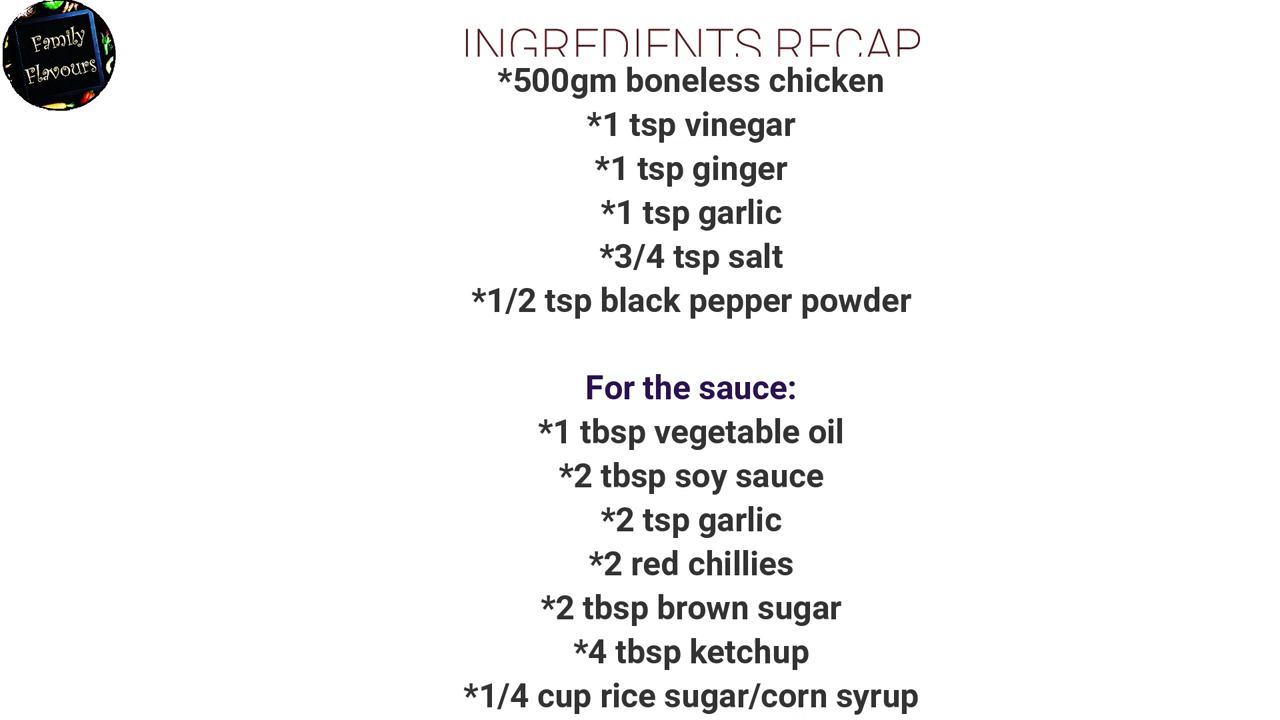 Family
Flavours
INGREDIENTS RECAP
*500gm boneless chicken
*1 tsp vinegar
*1 tsp ginger
*1 tsp garlic
*3/4 tsp salt
*1/2 tsp black pepper powder
For the sauce:
*1 tbsp vegetable oil
*2 tbsp soy sauce
*2 tsp garlic
*2 red chillies
*2 tbsp brown sugar
*4 tbsp ketchup
*1/4 cup rice sugar/corn syrup